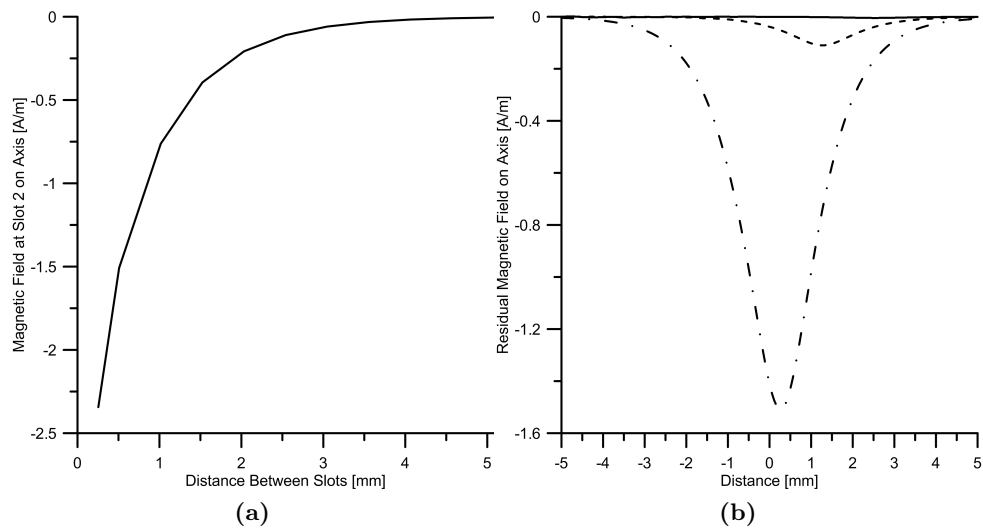 0
-0.5
-1
-1.5
-2
-2.5
Magnetic Field at Slot 2 on Axis [A/m]
0 1 2 3 4 5
Distance Between Slots [mm]
(a)
0
-0.4
-0.8
-1.2
-1.6
Residual Magnetic Field on Axis [A/m]
-5 -4 -3 -2 -1 0 1 2 3 4 5
Distance [mm]
(b)